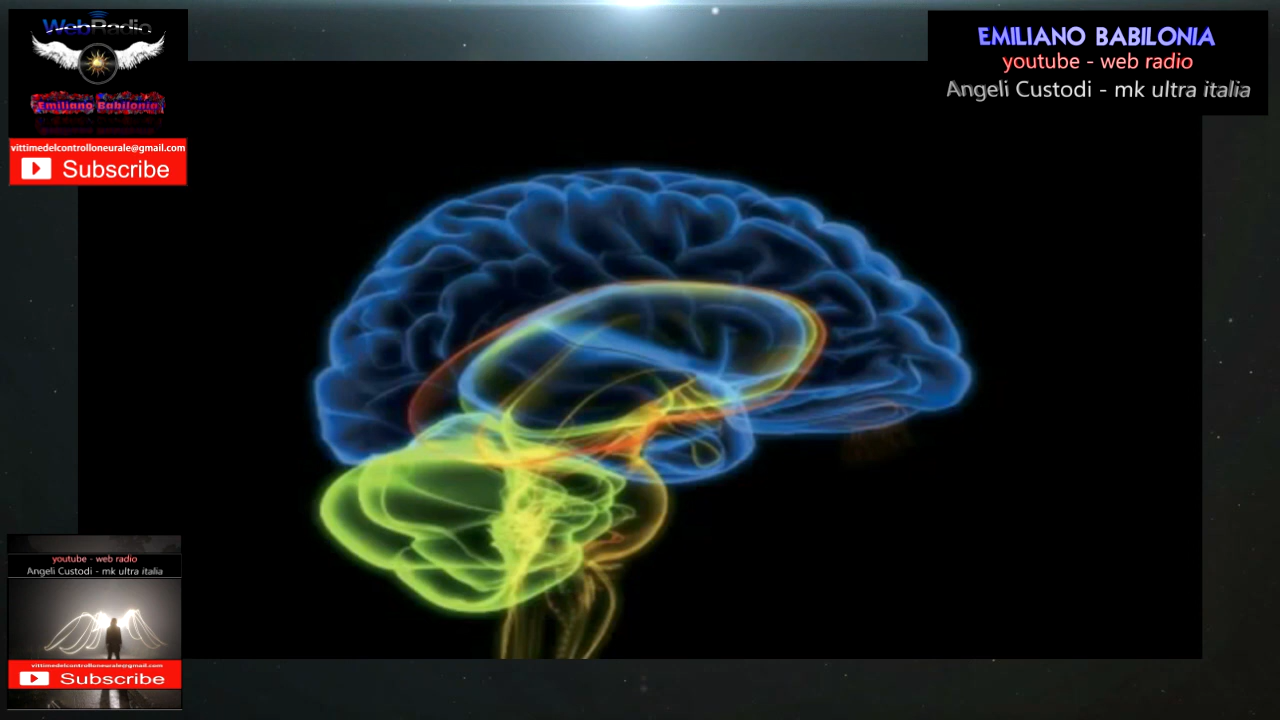 WebRadio
Emiliano Babilonia
vittimedelcontrolloneurale@gmail.com
Subscribe
EMILIANO BABILONIA
youtube - web radio
Angeli Custodi - mk ultra italia
youtube - web radio
Angeli Custodi - mk ultra italia
vittimedelcontrolloneurale@gmail.com
Subscribe